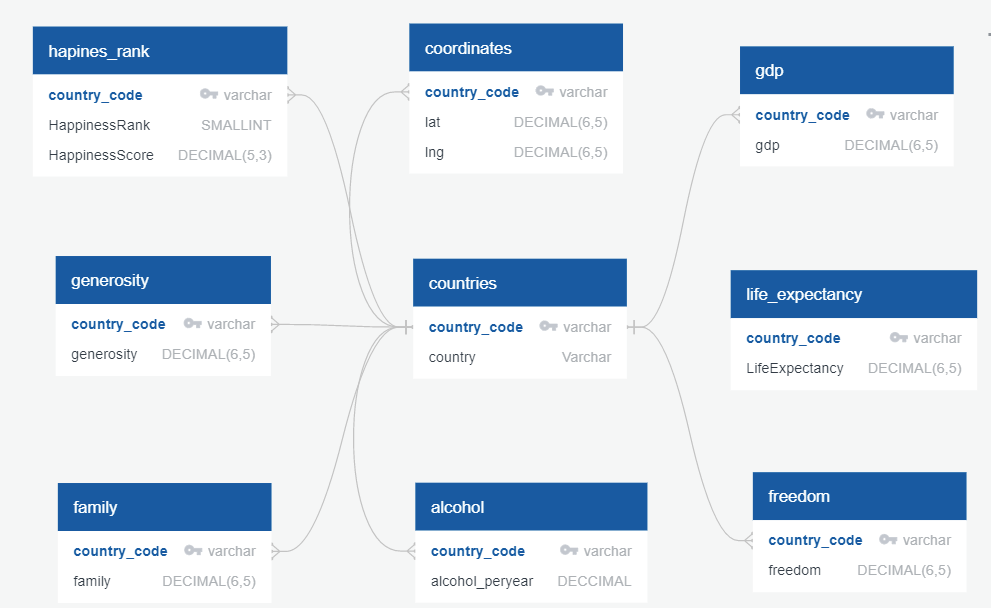 hapines_rank
country_code varchar
HappinessRank SMALLINT
HappinessScore DECIMAL(5,3)
coordinates
country_code varchar
lat DECIMAL(6,5)
lng DECIMAL(6,5)
gdp
country_code varchar
gdp DECIMAL(6,5)
generosity
country_code varchar
generosity DECIMAL(6,5)
countries
country_code varchar
country Varchar
life_expectancy
country_code varchar
LifeExpectancy DECIMAL(6,5)
family
country_code varchar
family DECIMAL(6,5)
alcohol
country_code varchar
alcohol_peryear DECCIMAL
freedom
country_code varchar
freedom DECIMAL(6,5)